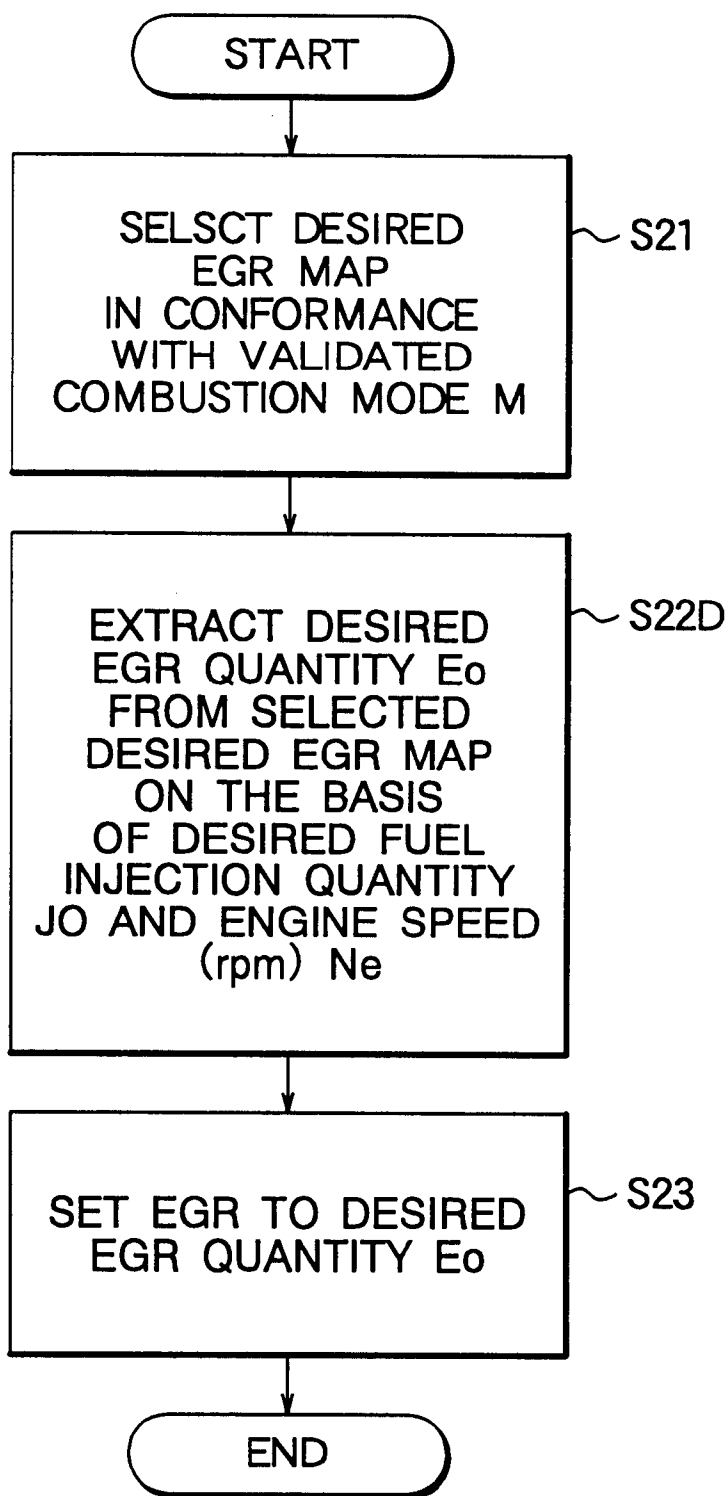 START
SELSCT DESIRED
EGR MAP
IN CONFORMANCE
WITH VALIDATED
COMBUSTION MODE M
S21
EXTRACT DESIRED
EGR QUANTITY Eo
FROM SELECTED
DESIRED EGR MAP
ON THE BASIS
OF DESIRED FUEL
INJECTION QUANTITY
JO AND ENGINE SPEED
(rpm) Ne
S22D
SET EGR TO DESIRED
EGR QUANTITY Eo
S23
END